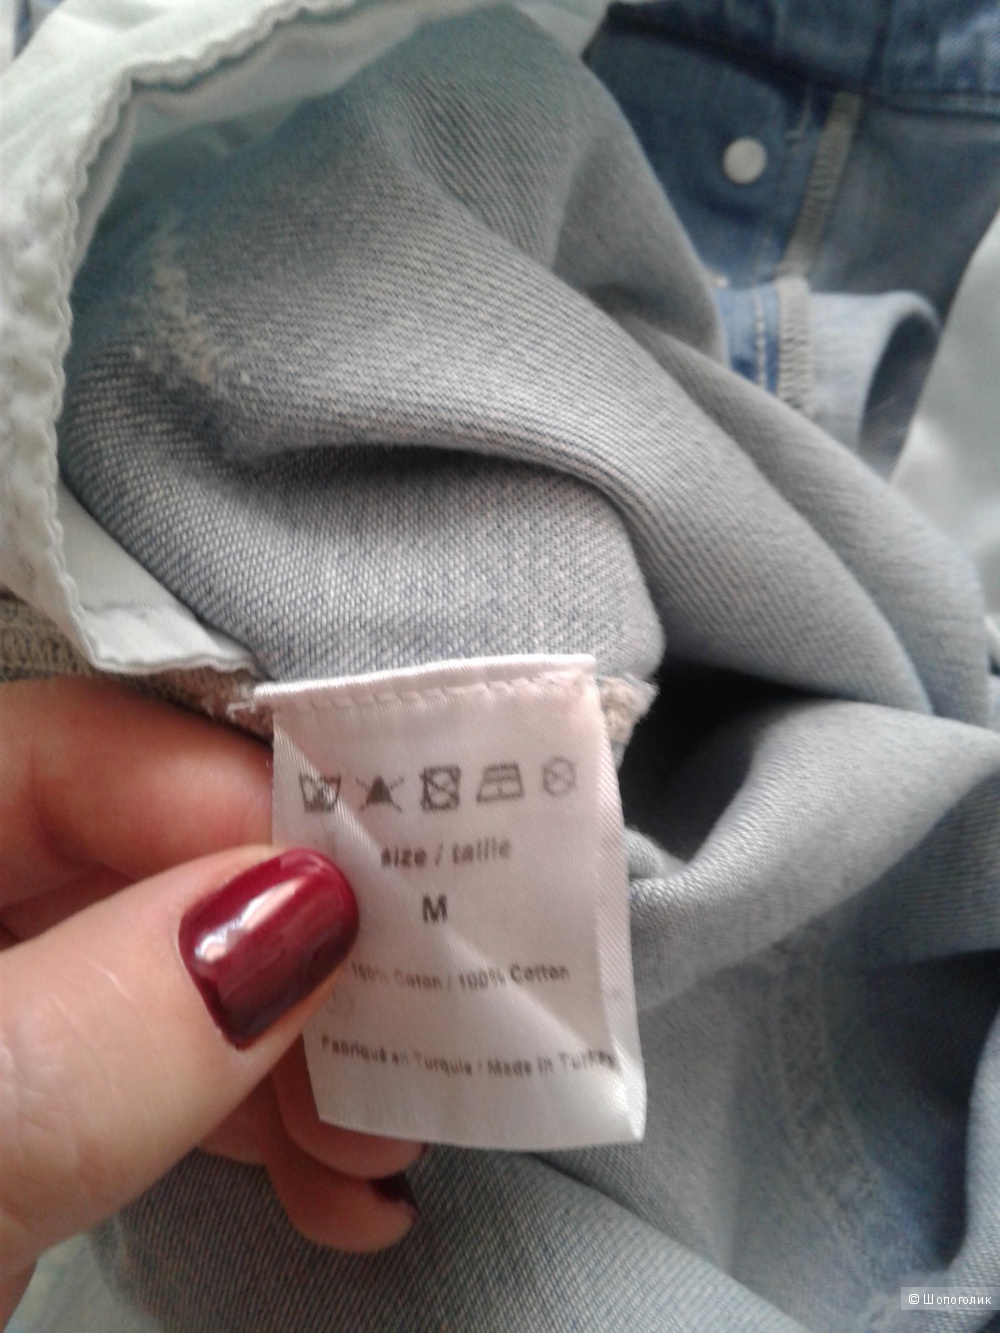 size / taille
M
100% Coton / 100% Cotton
Fabriqué en Turquie / Made in Turkey
© Шопоголик